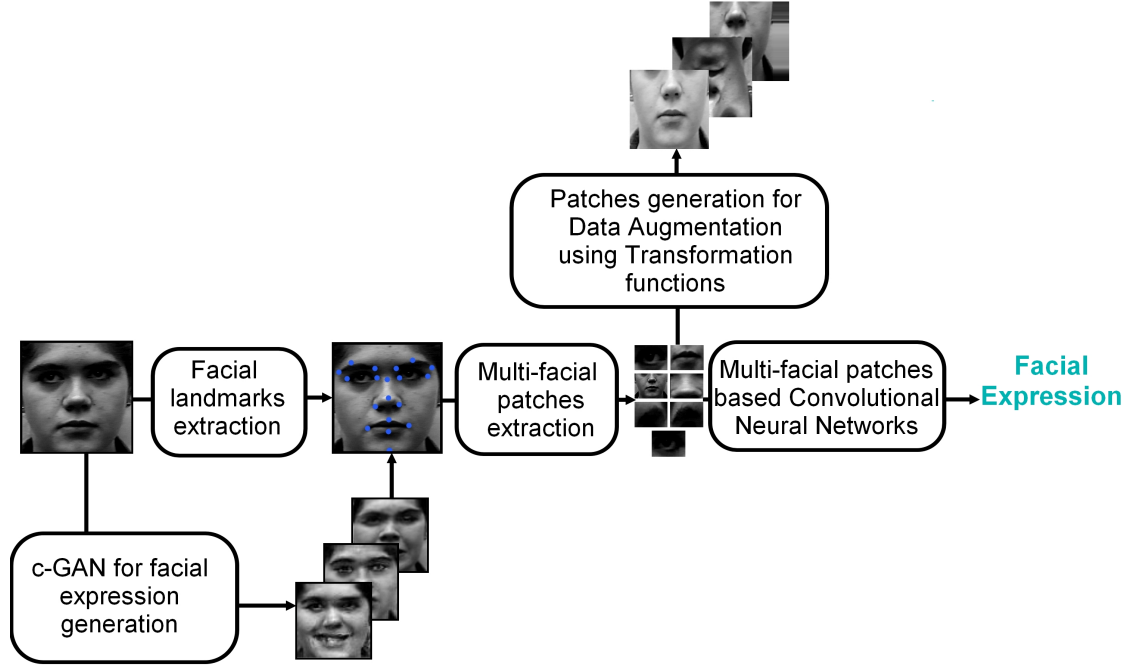 Patches generation for
Data Augmentation
using Transformation
functions
Facial
landmarks
extraction
Multi-facial
patches
extraction
Multi-facial patches
based Convolutional
Neural Networks
Facial
Expression
c-GAN for facial
expression
generation